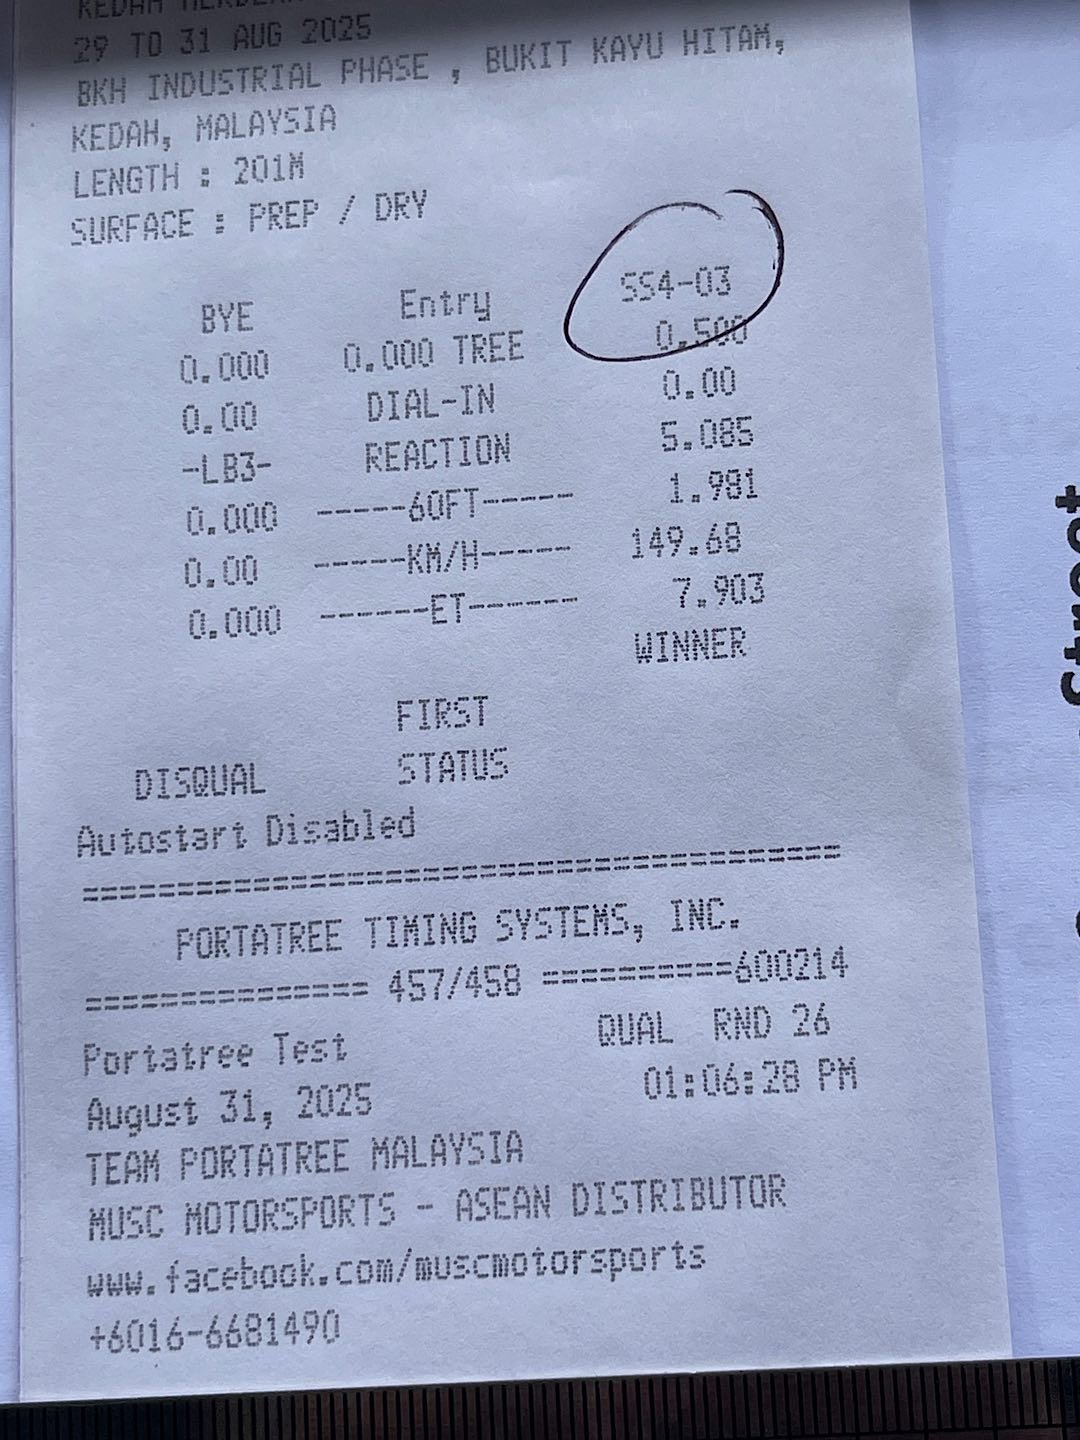 KEDAH
29 TO 31 AUG 2025
BKH INDUSTRIAL PHASE , BUKIT KAYU HITAM,
KEDAH, MALAYSIA
LENGTH : 201M
SURFACE : PREP / DRY
BYE Entry SS4-03
0.000 0.000 TREE 0.500
0.00 DIAL-IN 0.00
-LB3- REACTION 5.085
0.000 -----60FT----- 1.981
0.00 -----KM/H----- 149.68
0.000 ------ET------ 7.903
WINNER
FIRST
DISQUAL STATUS
Autostart Disabled
=========================================
PORTATREE TIMING SYSTEMS, INC.
=============== 457/458 ==========600214
Portatree Test QUAL RND 26
August 31, 2025 01:06:28 PM
TEAM PORTATREE MALAYSIA
MUSC MOTORSPORTS - ASEAN DISTRIBUTOR
www.facebook.com/muscmotorsports
+6016-6681490
Street